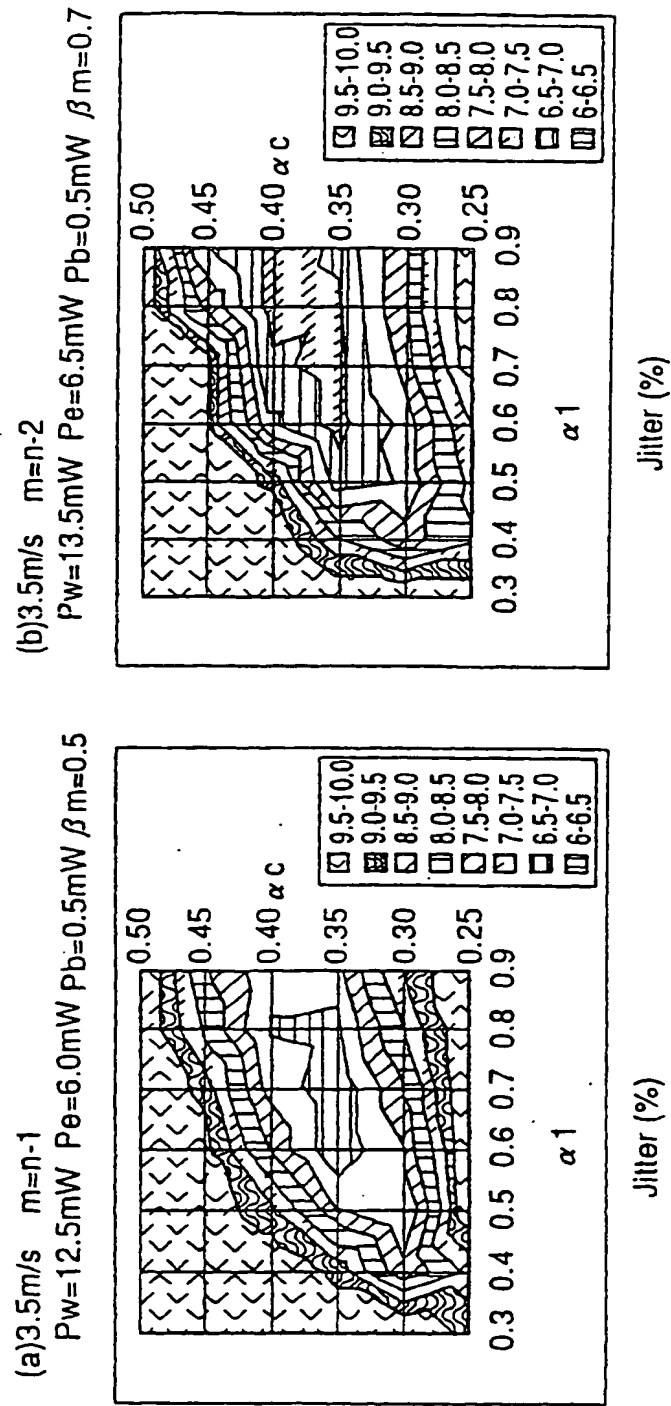 (a)3.5m/s m=n-1
Pw=12.5mW Pe=6.0mW Pb=0.5mW βm=0.5
0.50
0.45
0.40 αC
0.35
0.30
0.25
0.3 0.4 0.5 0.6 0.7 0.8 0.9
α1
9.5-10.0
9.0-9.5
8.5-9.0
8.0-8.5
7.5-8.0
7.0-7.5
6.5-7.0
6-6.5
Jitter (%)
(b)3.5m/s m=n-2
Pw=13.5mW Pe=6.5mW Pb=0.5mW βm=0.7
0.50
0.45
0.40 αC
0.35
0.30
0.25
0.3 0.4 0.5 0.6 0.7 0.8 0.9
α1
9.5-10.0
9.0-9.5
8.5-9.0
8.0-8.5
7.5-8.0
7.0-7.5
6.5-7.0
6-6.5
Jitter (%)